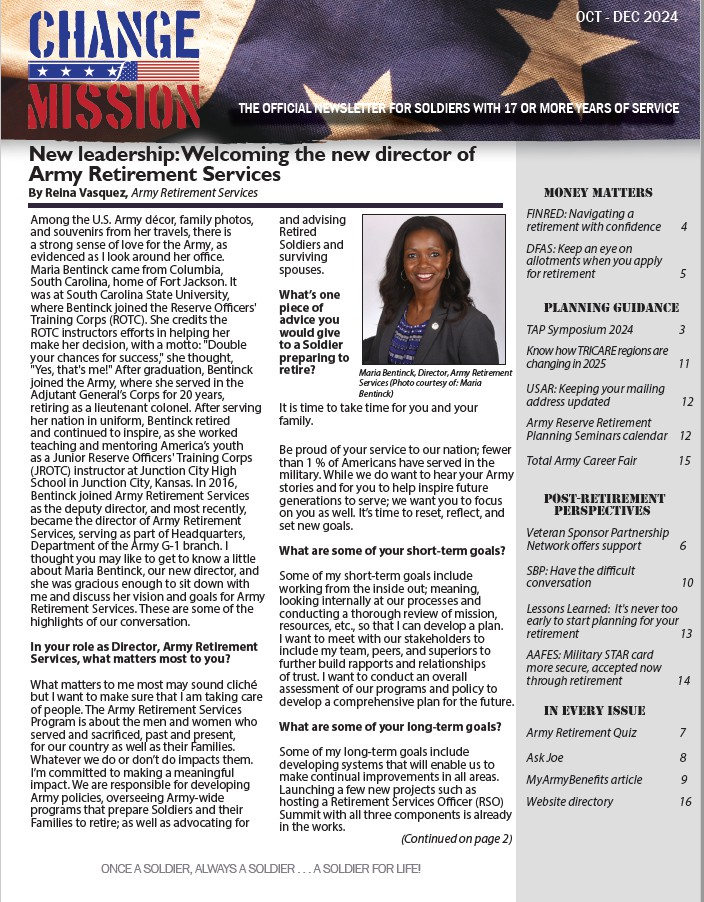 CHANGE
of
MISSION
OCT - DEC 2024
THE OFFICIAL NEWSLETTER FOR SOLDIERS WITH 17 OR MORE YEARS OF SERVICE
New leadership: Welcoming the new director of
Army Retirement Services
By Reina Vasquez, Army Retirement Services
Among the U.S. Army décor, family photos,
and souvenirs from her travels, there is
a strong sense of love for the Army, as
evidenced as I look around her office.
Maria Bentinck came from Columbia,
South Carolina, home of Fort Jackson. It
was at South Carolina State University,
where Bentinck joined the Reserve Officers'
Training Corps (ROTC). She credits the
ROTC instructors efforts in helping her
make her decision, with a motto: "Double
your chances for success," she thought,
"Yes, that's me!" After graduation, Bentinck
joined the Army, where she served in the
Adjutant General's Corps for 20 years,
retiring as a lieutenant colonel. After serving
her nation in uniform, Bentinck retired
and continued to inspire, as she worked
teaching and mentoring America's youth
as a Junior Reserve Officers' Training Corps
(JROTC) instructor at Junction City High
School in Junction City, Kansas. In 2016,
Bentinck joined Army Retirement Services
as the deputy director, and most recently,
became the director of Army Retirement
Services, serving as part of Headquarters,
Department of the Army G-1 branch. I
thought you may like to get to know a little
about Maria Bentinck, our new director, and
she was gracious enough to sit down with
me and discuss her vision and goals for Army
Retirement Services. These are some of the
highlights of our conversation.
In your role as Director, Army Retirement
Services, what matters most to you?
What matters to me most may sound cliché
but I want to make sure that I am taking care
of people. The Army Retirement Services
Program is about the men and women who
served and sacrificed, past and present,
for our country as well as their Families.
Whatever we do or don't do impacts them.
I'm committed to making a meaningful
impact. We are responsible for developing
Army policies, overseeing Army-wide
programs that prepare Soldiers and their
Families to retire; as well as advocating for
and advising
Retired
Soldiers and
surviving
spouses.
What's one
piece of
advice you
would give
to a Soldier
preparing to
retire?
Maria Bentinck, Director, Army Retirement
Services (Photo courtesy of: Maria
Bentinck)
It is time to take time for you and your
family.
Be proud of your service to our nation; fewer
than 1 % of Americans have served in the
military. While we do want to hear your Army
stories and for you to help inspire future
generations to serve; we want you to focus
on you as well. It's time to reset, reflect, and
set new goals.
What are some of your short-term goals?
Some of my short-term goals include
working from the inside out; meaning,
looking internally at our processes and
conducting a thorough review of mission,
resources, etc., so that I can develop a plan.
I want to meet with our stakeholders to
include my team, peers, and superiors to
further build rapports and relationships
of trust. I want to conduct an overall
assessment of our programs and policy to
develop a comprehensive plan for the future.
What are some of your long-term goals?
Some of my long-term goals include
developing systems that will enable us to
make continual improvements in all areas.
Launching a few new projects such as
hosting a Retirement Services Officer (RSO)
Summit with all three components is already
in the works.
(Continued on page 2)
MONEY MATTERS
FINRED: Navigating a
retirement with confidence 4
DFAS: Keep an eye on
allotments when you apply
for retirement 5
PLANNING GUIDANCE
TAP Symposium 2024 3
Know how TRICARE regions are
changing in 2025 11
USAR: Keeping your mailing
address updated 12
Army Reserve Retirement
Planning Seminars calendar 12
Total Army Career Fair 15
POST-RETIREMENT
PERSPECTIVES
Veteran Sponsor Partnership
Network offers support 6
SBP: Have the difficult
conversation 10
Lessons Learned: It's never too
early to start planning for your
retirement 13
AAFES: Military STAR card
more secure, accepted now
through retirement 14
IN EVERY ISSUE
Army Retirement Quiz 7
Ask Joe 8
MyArmyBenefits article 9
Website directory 16
ONCE A SOLDIER, ALWAYS A SOLDIER . . . A SOLDIER FOR LIFE!